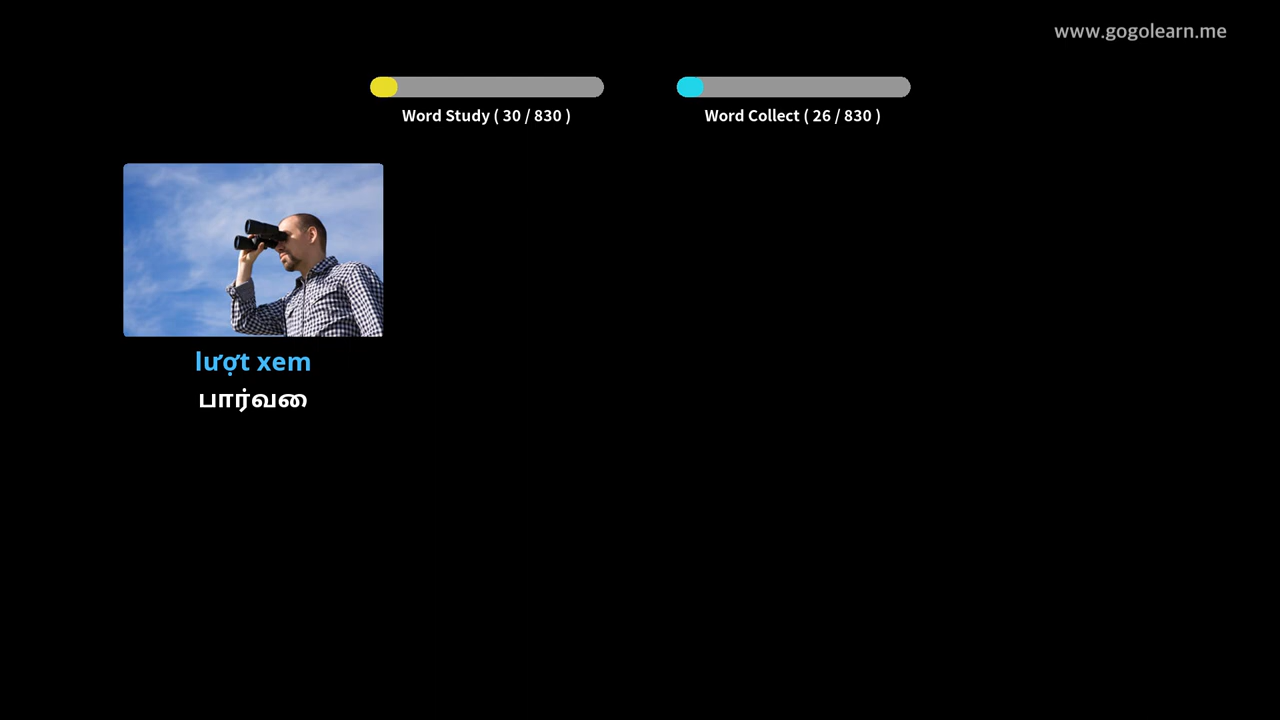 www.gogolearn.me
Word Study ( 30 / 830 )
Word Collect ( 26 / 830 )
lượt xem
பார்வை